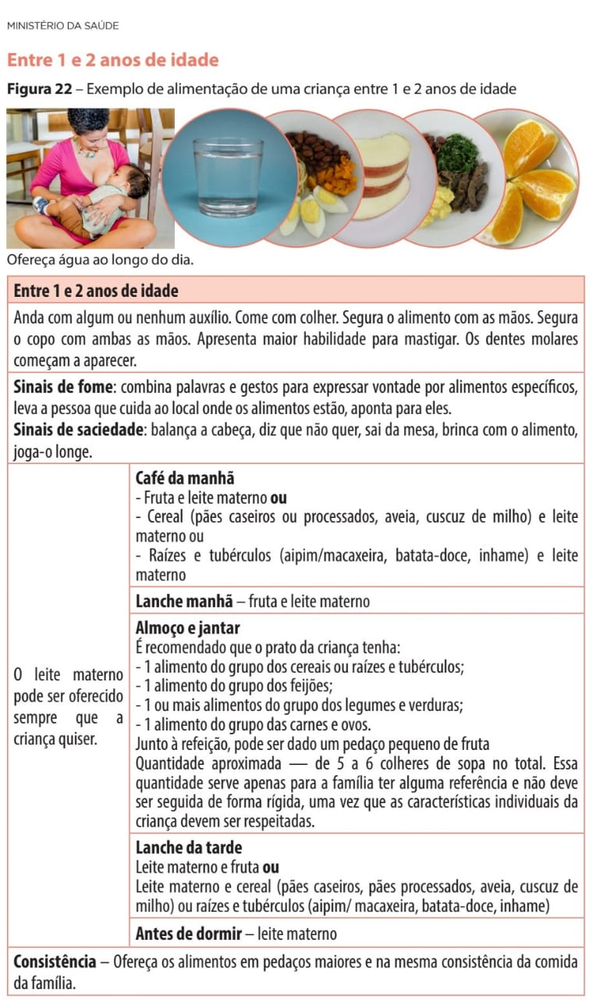 MINISTÉRIO DA SAÚDE
Entre 1 e 2 anos de idade
Figura 22 – Exemplo de alimentação de uma criança entre 1 e 2 anos de idade
Ofereça água ao longo do dia.
Entre 1 e 2 anos de idade
Anda com algum ou nenhum auxílio. Come com colher. Segura o alimento com as mãos. Segura
o copo com ambas as mãos. Apresenta maior habilidade para mastigar. Os dentes molares
começam a aparecer.
Sinais de fome: combina palavras e gestos para expressar vontade por alimentos específicos,
leva a pessoa que cuida ao local onde os alimentos estão, aponta para eles.
Sinais de saciedade: balança a cabeça, diz que não quer, sai da mesa, brinca com o alimento,
joga-o longe.
O leite materno
pode ser oferecido
sempre que a
criança quiser.
Café da manhã
- Fruta e leite materno ou
- Cereal (pães caseiros ou processados, aveia, cuscuz de milho) e leite
materno ou
- Raízes e tubérculos (aipim/macaxeira, batata-doce, inhame) e leite
materno
Lanche manhã – fruta e leite materno
Almoço e jantar
É recomendado que o prato da criança tenha:
- 1 alimento do grupo dos cereais ou raízes e tubérculos;
- 1 alimento do grupo dos feijões;
- 1 ou mais alimentos do grupo dos legumes e verduras;
- 1 alimento do grupo das carnes e ovos.
Junto à refeição, pode ser dado um pedaço pequeno de fruta
Quantidade aproximada — de 5 a 6 colheres de sopa no total. Essa
quantidade serve apenas para a família ter alguma referência e não deve
ser seguida de forma rígida, uma vez que as características individuais da
criança devem ser respeitadas.
Lanche da tarde
Leite materno e fruta ou
Leite materno e cereal (pães caseiros, pães processados, aveia, cuscuz de
milho) ou raízes e tubérculos (aipim/ macaxeira, batata-doce, inhame)
Antes de dormir – leite materno
Consistência – Ofereça os alimentos em pedaços maiores e na mesma consistência da comida
da família.